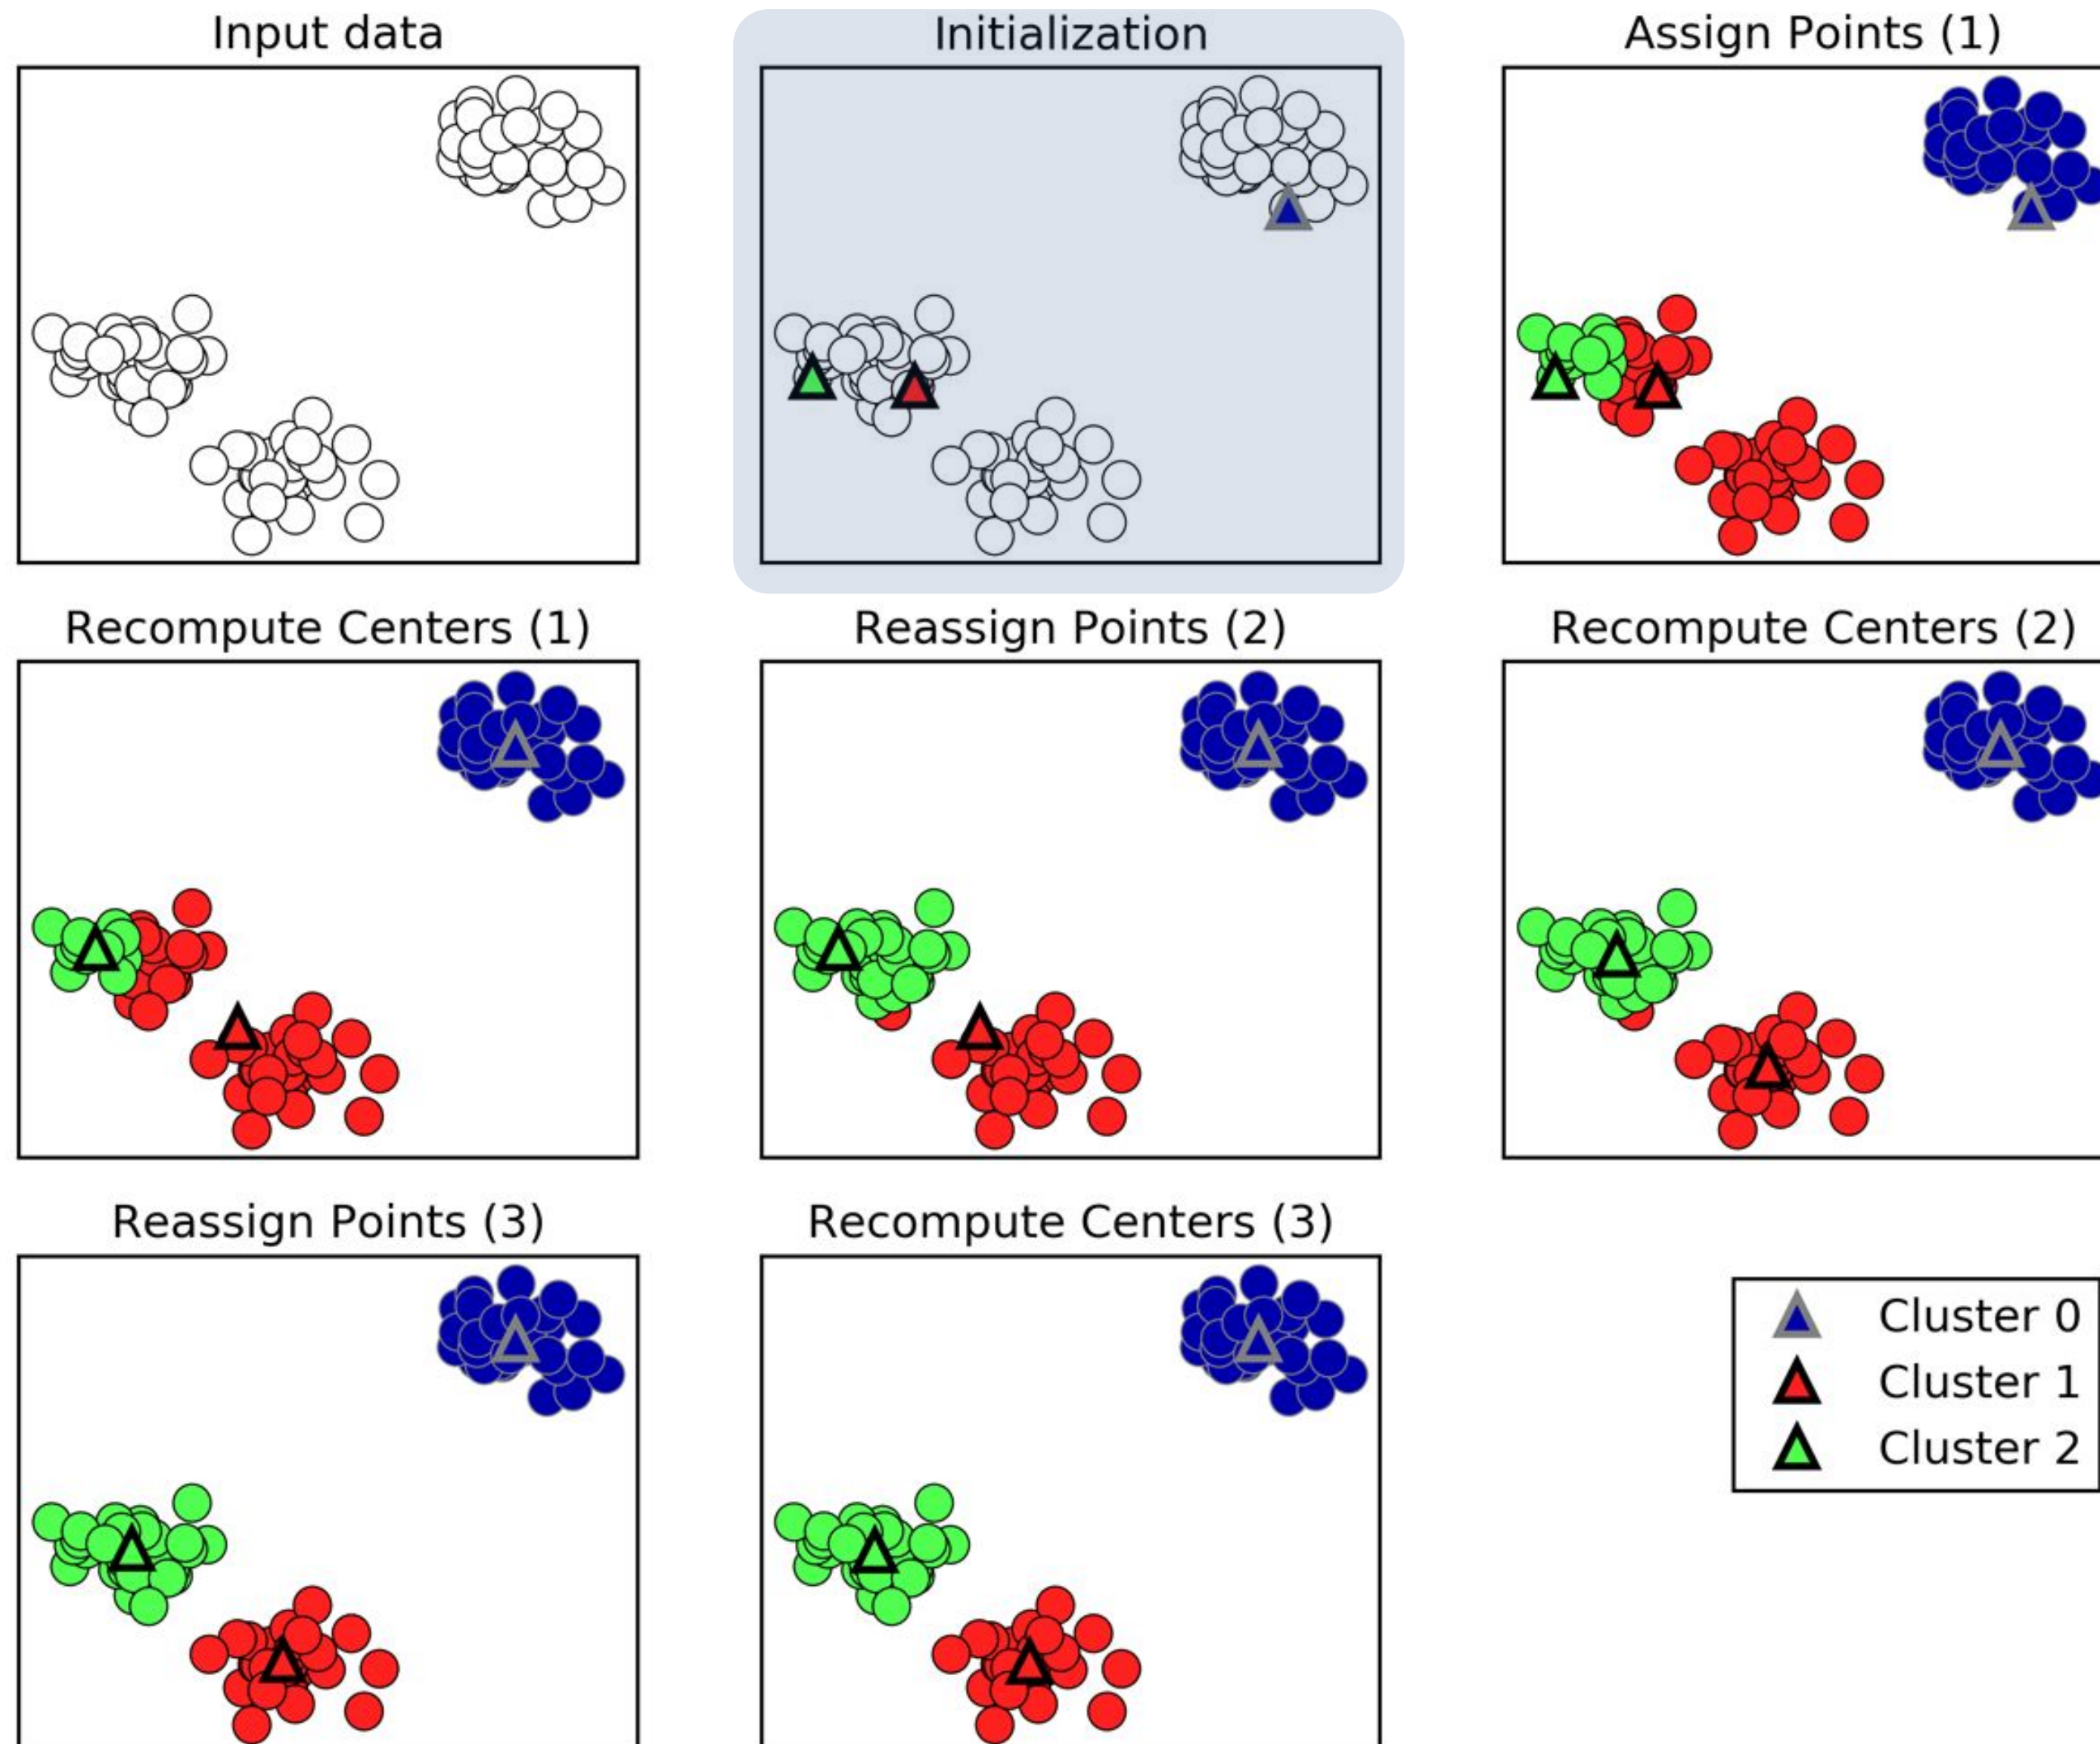 Input data
Initialization
Assign Points (1)
Recompute Centers (1)
Reassign Points (2)
Recompute Centers (2)
Reassign Points (3)
Recompute Centers (3)
Cluster 0
Cluster 1
Cluster 2